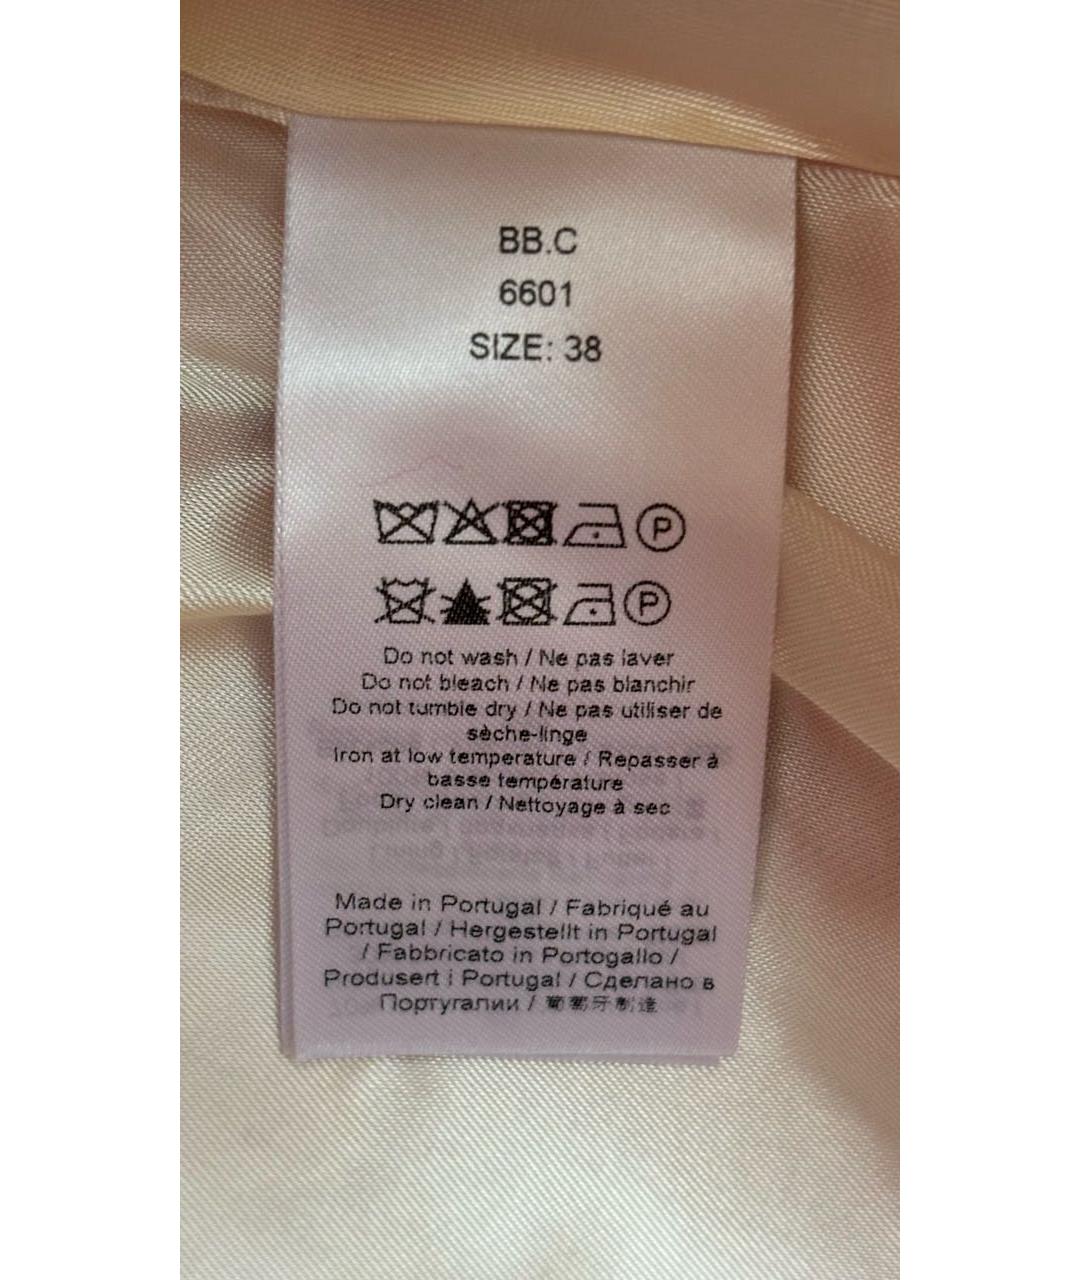 BB.C
6601
SIZE: 38
P
P
Do not wash / Ne pas laver
Do not bleach / Ne pas blanchir
Do not tumble dry / Ne pas utiliser de
sèche-linge
Iron at low temperature / Repasser à
basse température
Dry clean / Nettoyage à sec
Made in Portugal / Fabriqué au
Portugal / Hergestellt in Portugal
/ Fabbricato in Portogallo /
Produsert i Portugal / Сделано в
Португалии / 葡萄牙制造